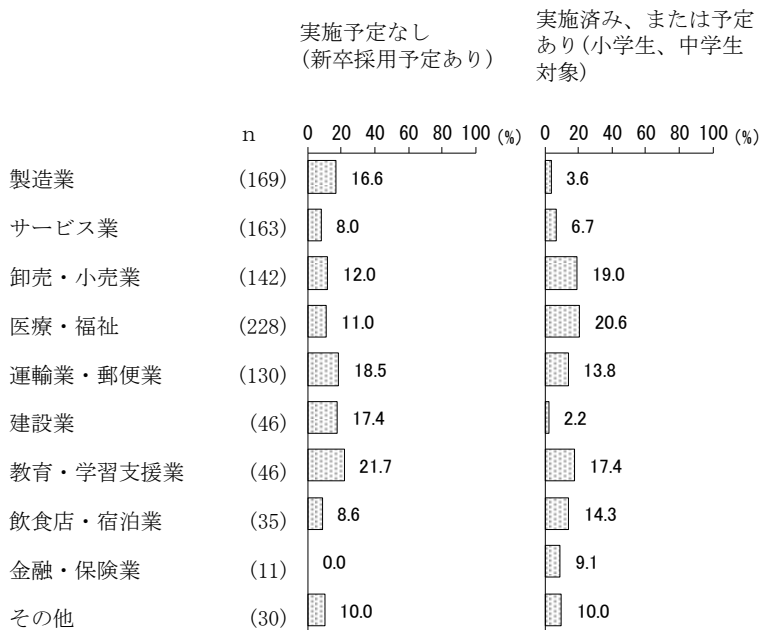 実施予定なし
(新卒採用予定あり)
実施済み、または予定
あり(小学生、中学生
対象)
n 0 20 40 60 80 100 (%) 0 20 40 60 80 100 (%)
製造業 (169) 16.6 3.6
サービス業 (163) 8.0 6.7
卸売・小売業 (142) 12.0 19.0
医療・福祉 (228) 11.0 20.6
運輸業・郵便業 (130) 18.5 13.8
建設業 (46) 17.4 2.2
教育・学習支援業 (46) 21.7 17.4
飲食店・宿泊業 (35) 8.6 14.3
金融・保険業 (11) 0.0 9.1
その他 (30) 10.0 10.0